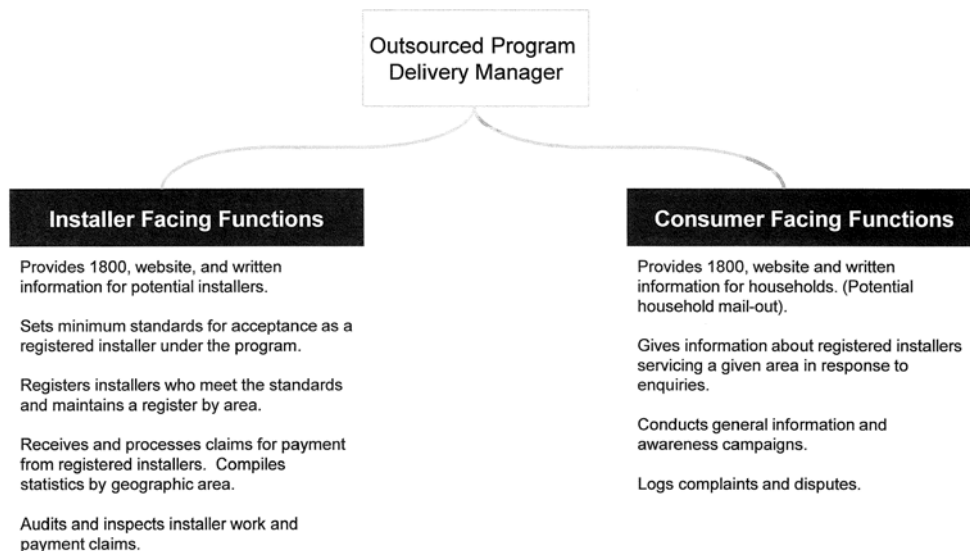 Outsourced Program
Delivery Manager
Installer Facing Functions
Provides 1800, website, and written
information for potential installers.
Sets minimum standards for acceptance as a
registered installer under the program.
Registers installers who meet the standards
and maintains a register by area.
Receives and processes claims for payment
from registered installers. Compiles
statistics by geographic area.
Audits and inspects installer work and
payment claims.
Consumer Facing Functions
Provides 1800, website and written
information for households. (Potential
household mail-out).
Gives information about registered installers
servicing a given area in response to
enquiries.
Conducts general information and
awareness campaigns.
Logs complaints and disputes.